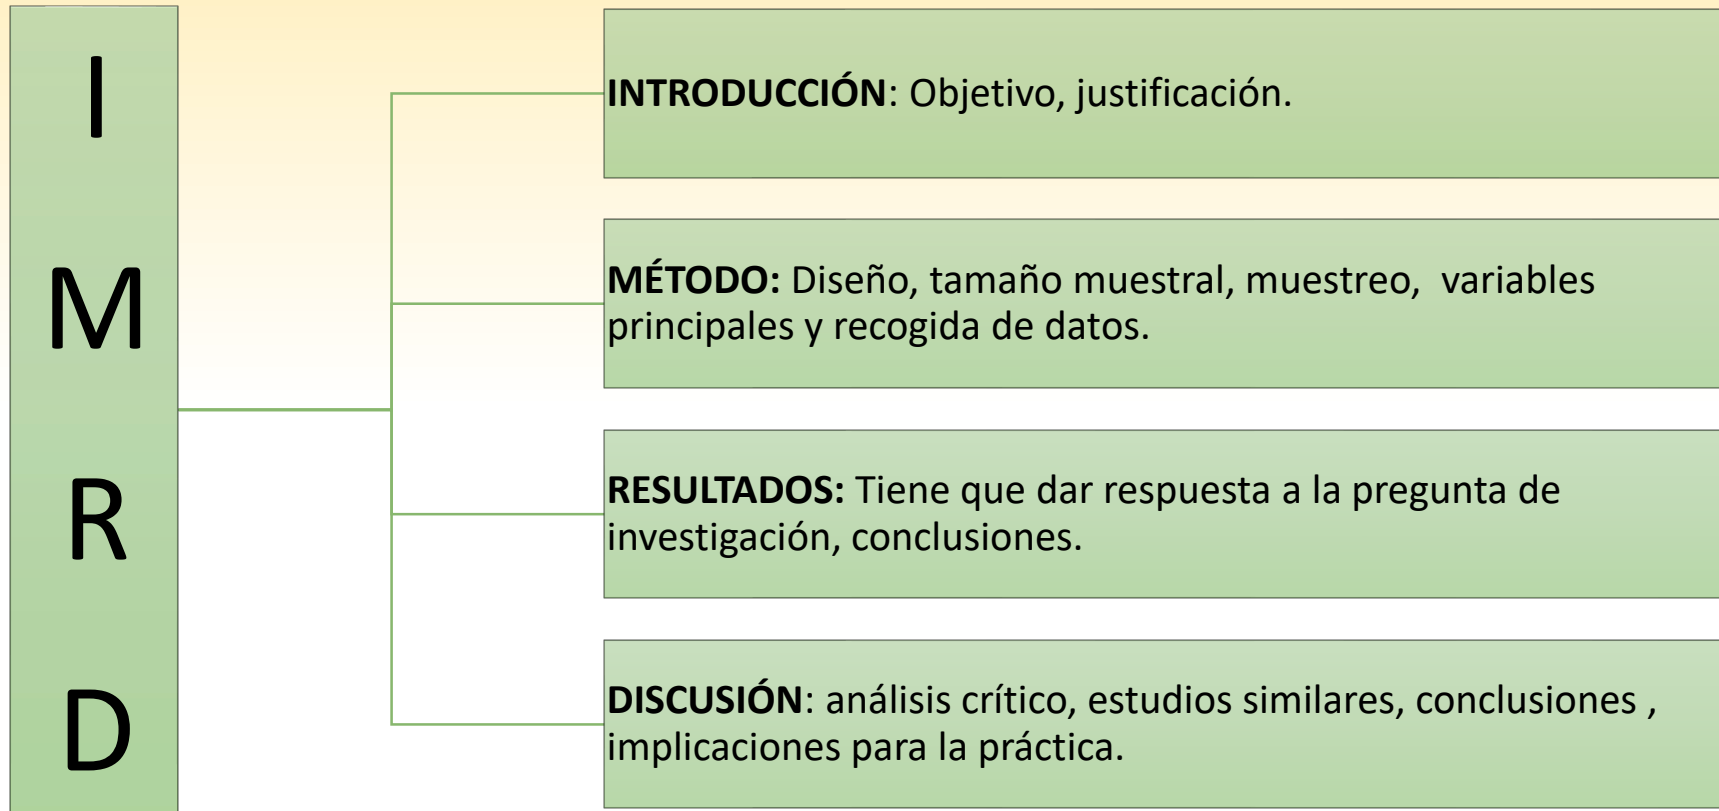 I
M
R
D
INTRODUCCIÓN: Objetivo, justificación.
MÉTODO: Diseño, tamaño muestral, muestreo, variables
principales y recogida de datos.
RESULTADOS: Tiene que dar respuesta a la pregunta de
investigación, conclusiones.
DISCUSIÓN: análisis crítico, estudios similares, conclusiones ,
implicaciones para la práctica.